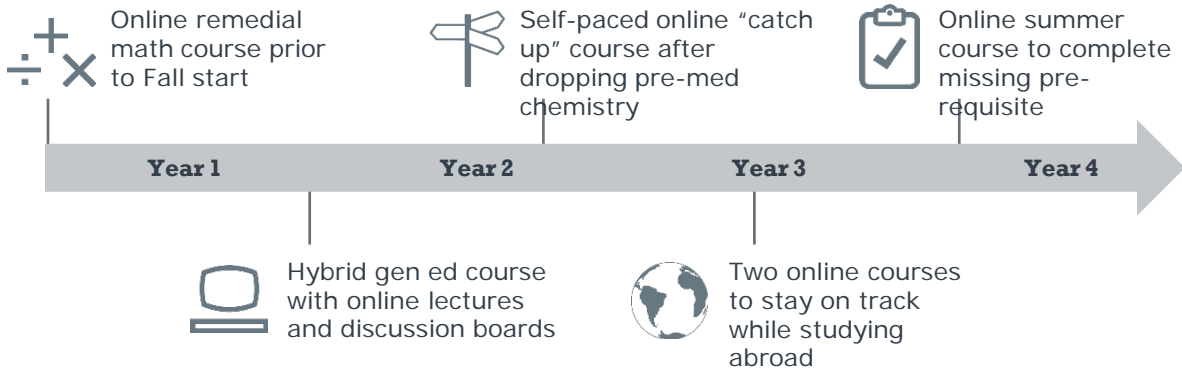 Online remedial
math course prior
to Fall start
Self-paced online “catch
up” course after
dropping pre-med
chemistry
Online summer
course to complete
missing pre-
requisite
Year 1
Year 2
Year 3
Year 4
Hybrid gen ed course
with online lectures
and discussion boards
Two online courses
to stay on track
while studying
abroad